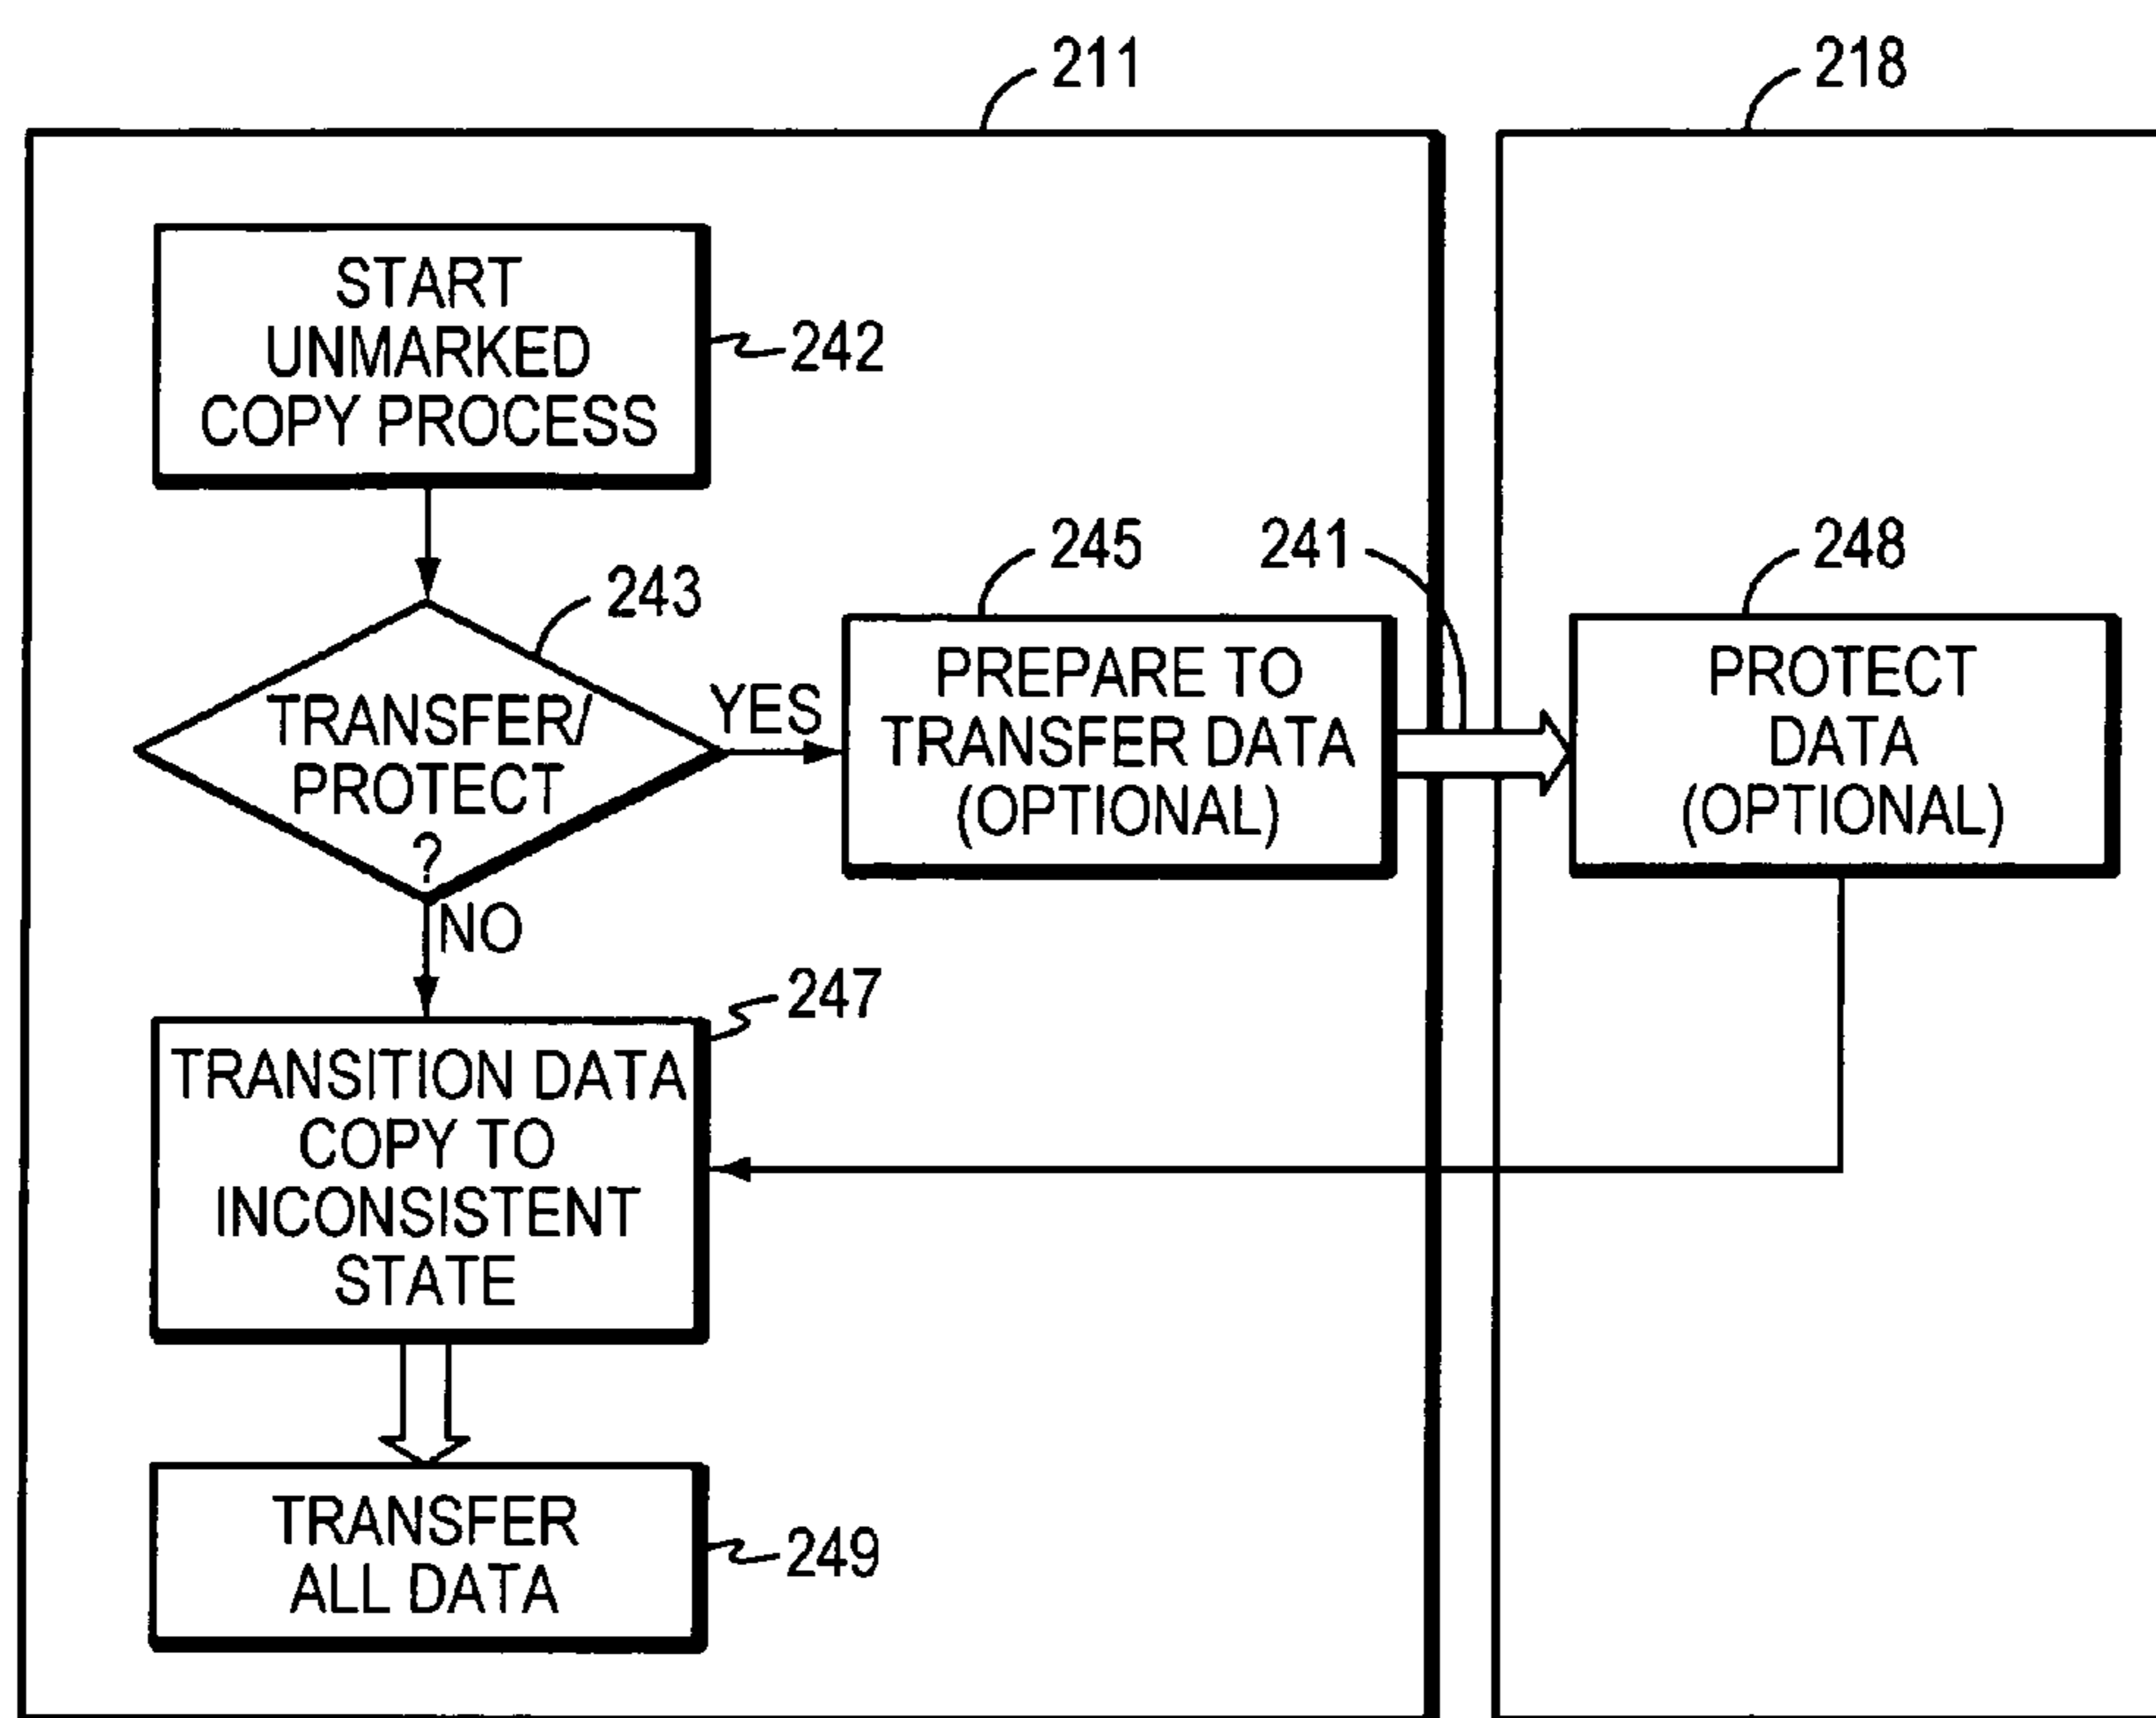 211
218
START
UNMARKED
COPY PROCESS
242
243
TRANSFER/
PROTECT
?
YES
NO
245
PREPARE TO
TRANSFER DATA
(OPTIONAL)
241
248
PROTECT
DATA
(OPTIONAL)
247
TRANSITION DATA
COPY TO
INCONSISTENT
STATE
TRANSFER
ALL DATA
249